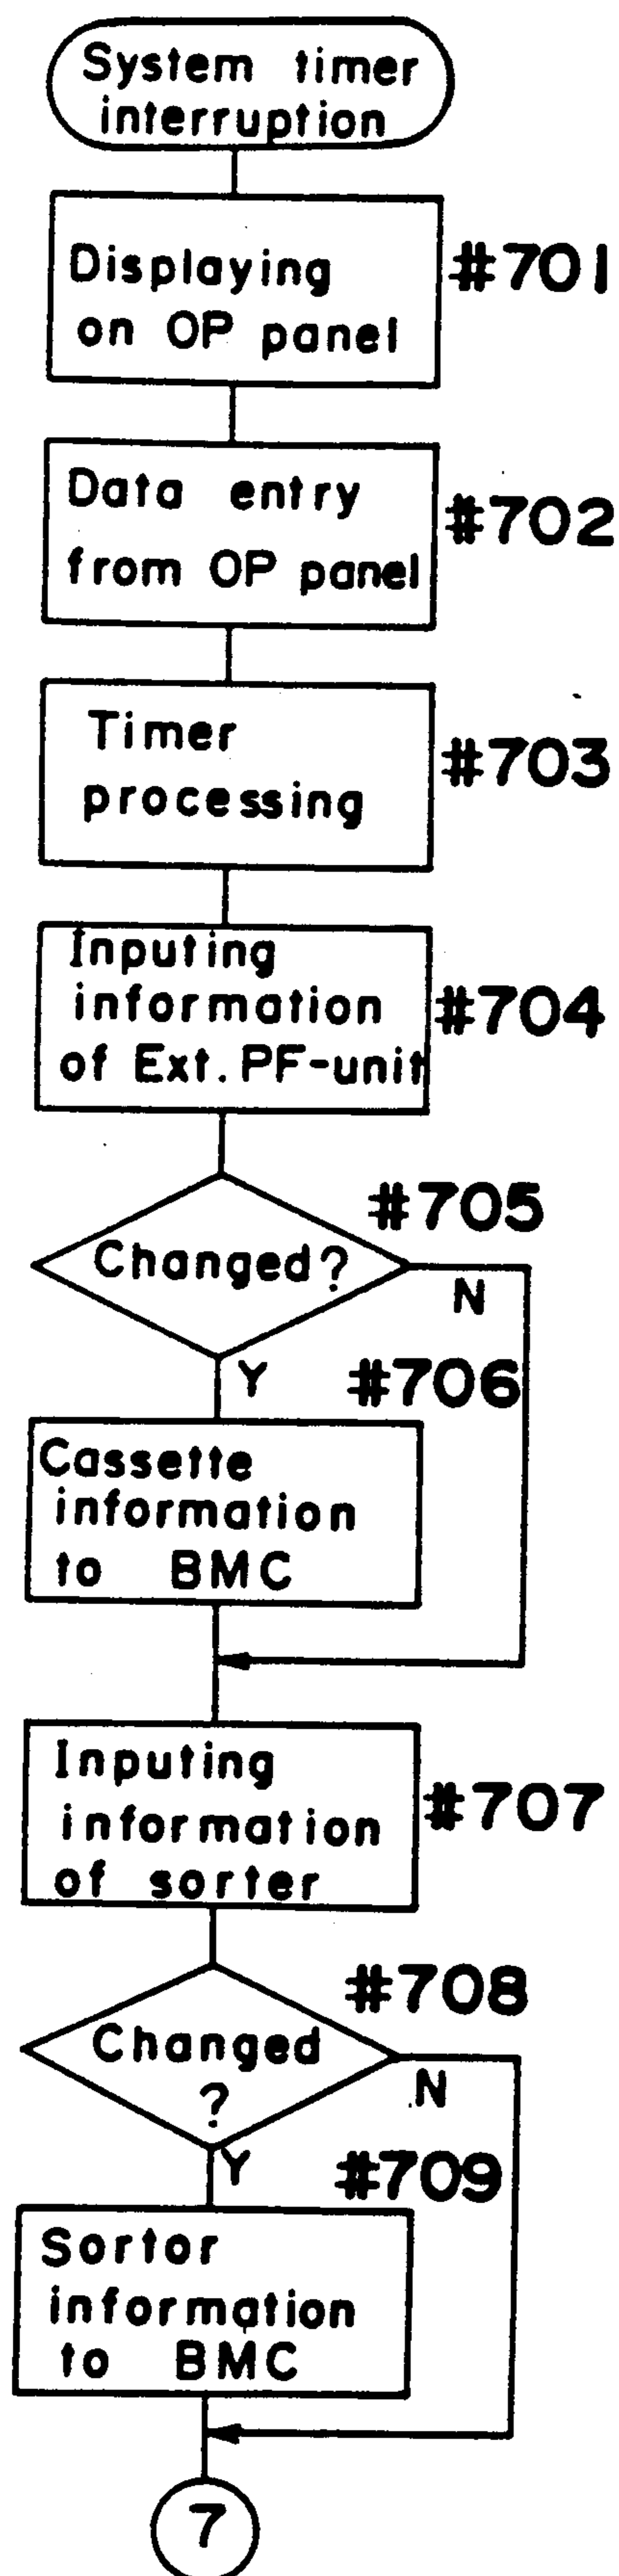 System timer
interruption
Displaying
on OP panel
#701
Data entry
from OP panel
#702
Timer
processing
#703
Inputing
information
of Ext. PF-unit
#704
Changed?
#705
N
Y
#706
Cassette
information
to BMC
Inputing
information
of sorter
#707
Changed
?
#708
N
Y
#709
Sortor
information
to BMC
7